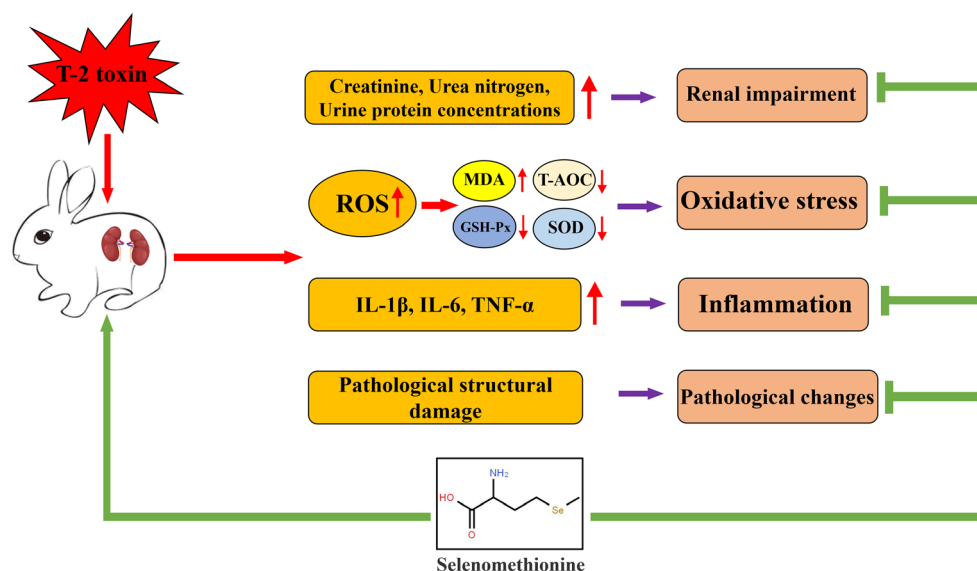 T-2 toxin
Creatinine, Urea nitrogen,
Urine protein concentrations
Renal impairment
ROS
MDA
T-AOC
GSH-Px
SOD
Oxidative stress
IL-1β, IL-6, TNF-α
Inflammation
Pathological structural
damage
Pathological changes
NH₂
HO
O
Se
Selenomethionine